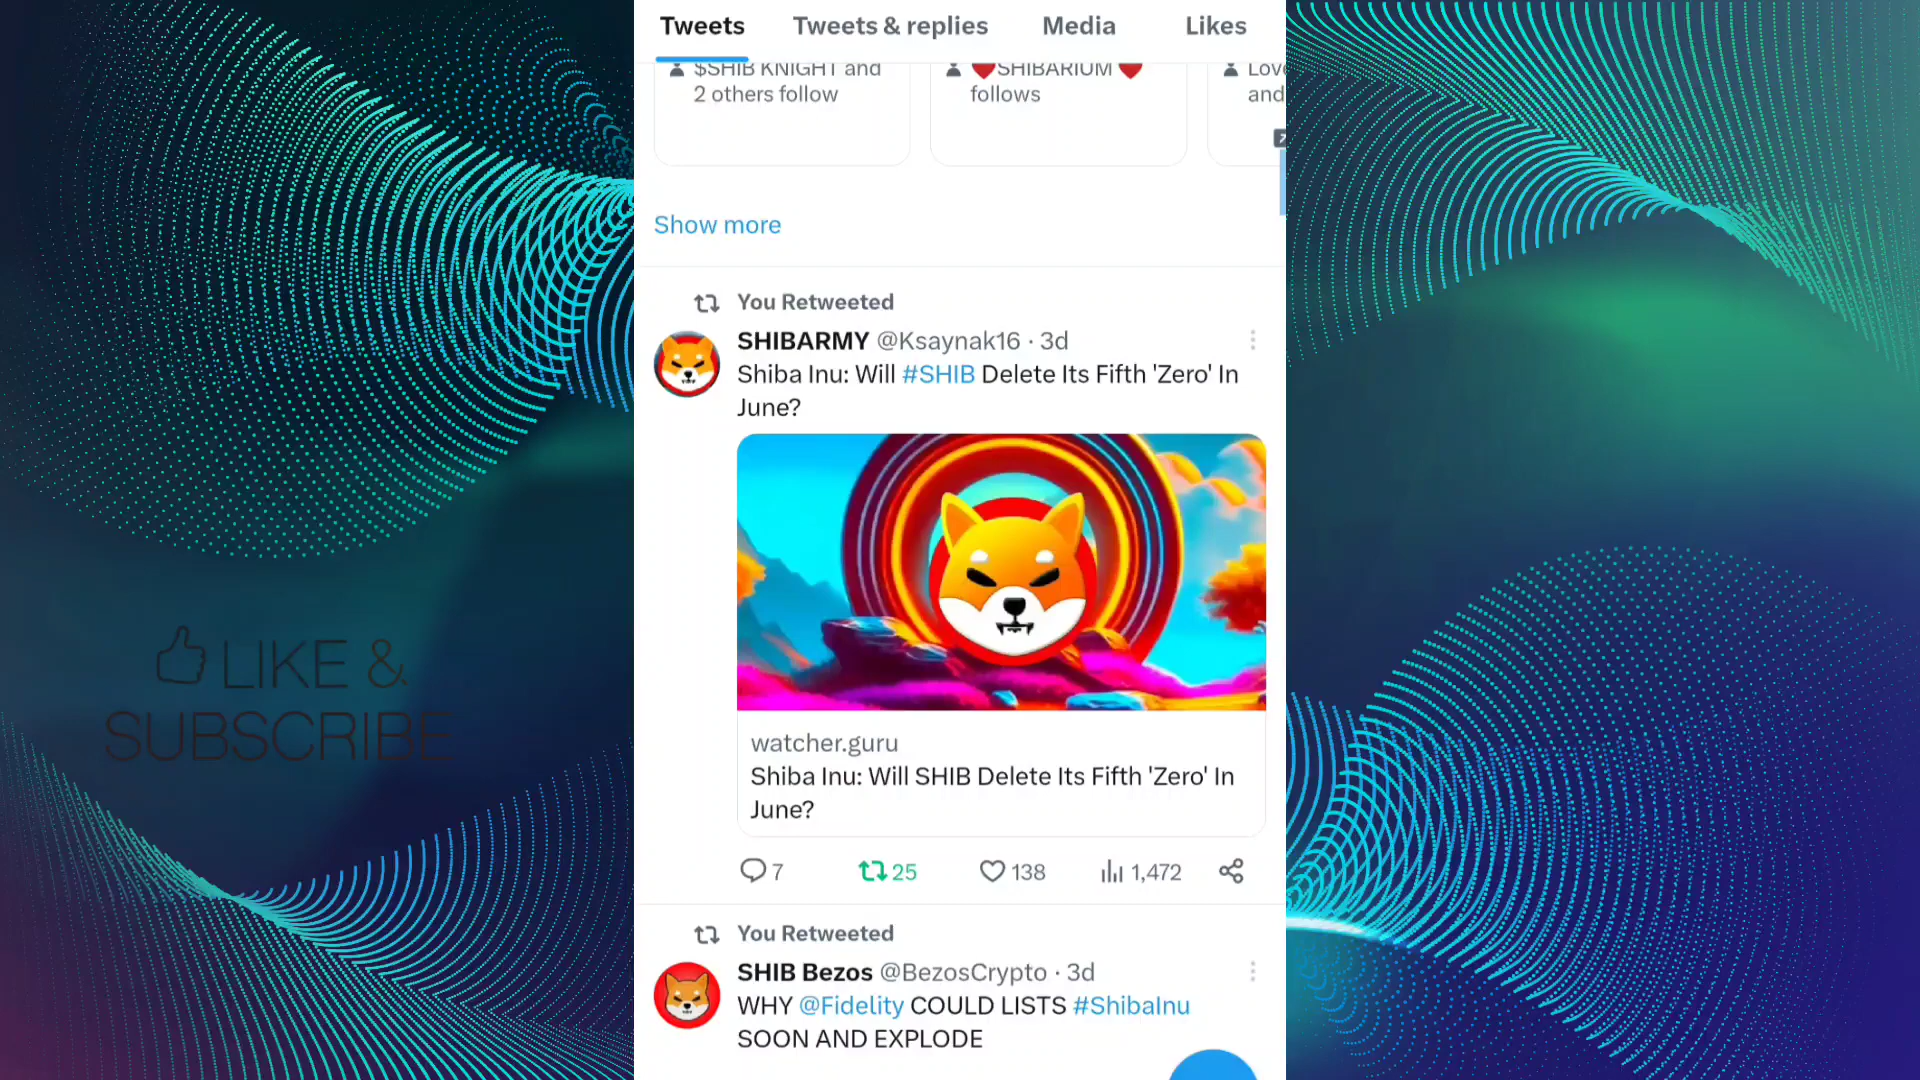 Tweets Tweets & replies Media Likes
$SHIB KNIGHT and
2 others follow
❤SHIBARIUM❤
follows
Love
and
Show more
You Retweeted
SHIBARMY @Ksaynak16 · 3d
Shiba Inu: Will #SHIB Delete Its Fifth 'Zero' In
June?
watcher.guru
Shiba Inu: Will SHIB Delete Its Fifth 'Zero' In
June?
7 25 138 1,472
You Retweeted
SHIB Bezos @BezosCrypto · 3d
WHY @Fidelity COULD LISTS #ShibaInu
SOON AND EXPLODE
LIKE &
SUBSCRIBE